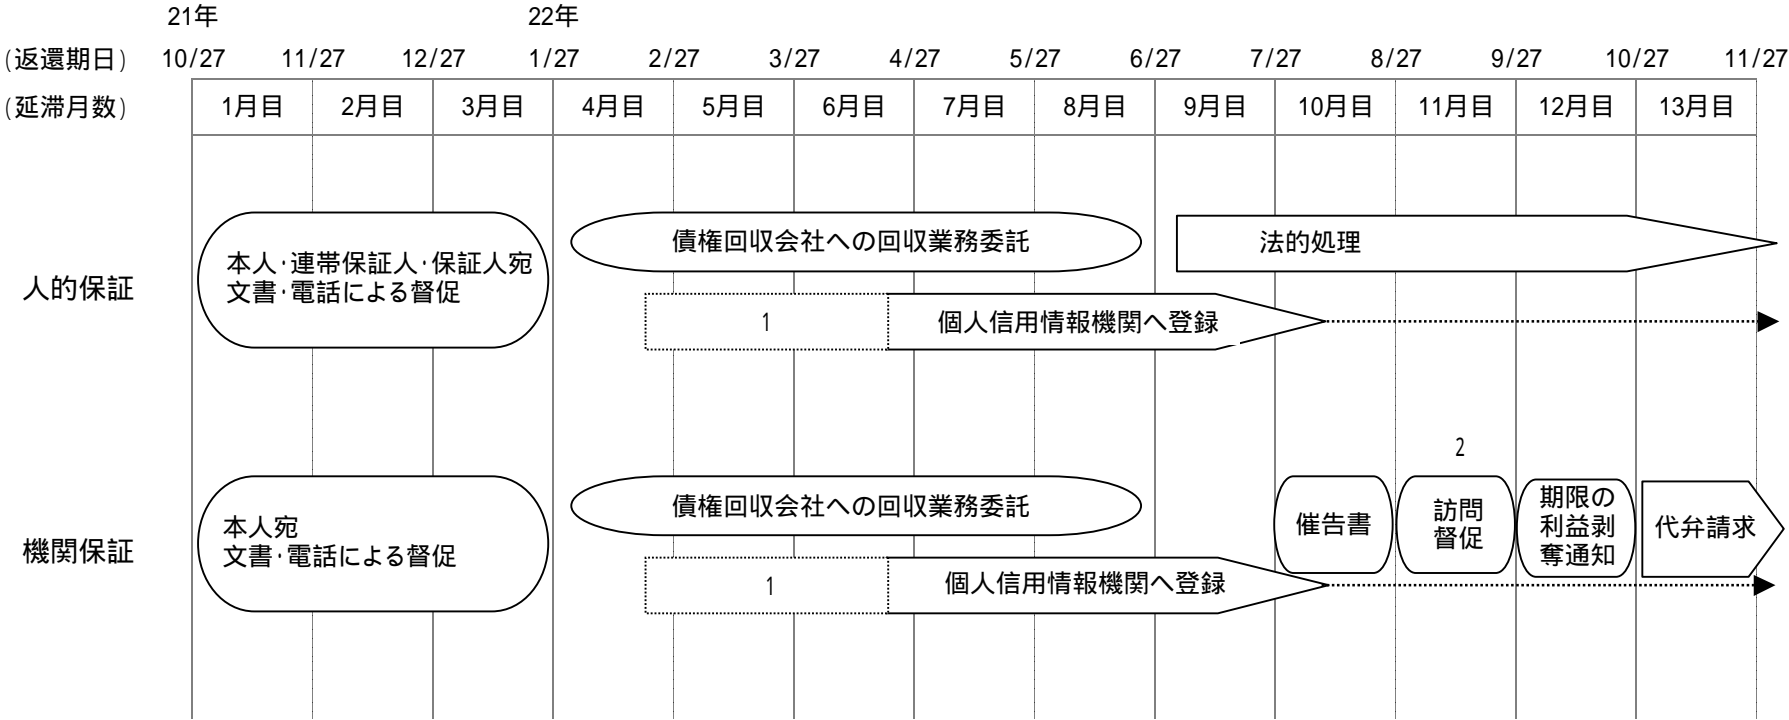 21年 22年
(返還期日) 10/27 11/27 12/27 1/27 2/27 3/27 4/27 5/27 6/27 7/27 8/27 9/27 10/27 11/27
(延滞月数) 1月目 2月目 3月目 4月目 5月目 6月目 7月目 8月目 9月目 10月目 11月目 12月目 13月目
人的保証
本人・連帯保証人・保証人宛
文書・電話による督促
債権回収会社への回収業務委託
法的処理
1
個人信用情報機関へ登録
機関保証
本人宛
文書・電話による督促
債権回収会社への回収業務委託
1
個人信用情報機関へ登録
催告書
2
訪問
督促
期限の
利益剥
奪通知
代弁請求